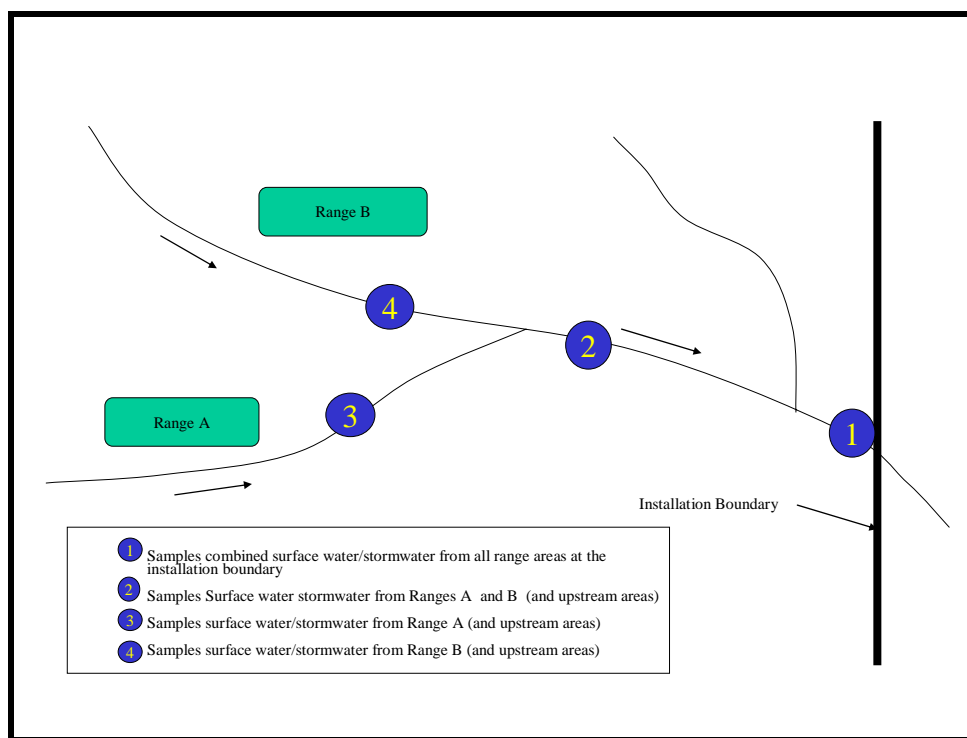 Range B
4
2
3
Range A
1
Installation Boundary
1 Samples combined surface water/stormwater from all range areas at the
installation boundary
2 Samples Surface water stormwater from Ranges A and B (and upstream areas)
3 Samples surface water/stormwater from Range A (and upstream areas)
4 Samples surface water/stormwater from Range B (and upstream areas)